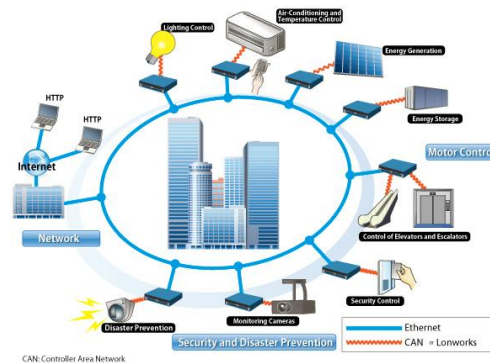 Lighting Control
Air-Conditioning and
Temperature Control
Energy Generation
Energy Storage
HTTP
HTTP
Internet
Motor Control
Network
Control of Elevators and Escalators
Security Control
Disaster Prevention
Monitoring Cameras
Security and Disaster Prevention
Ethernet
CAN = Lonworks
CAN: Controller Area Network